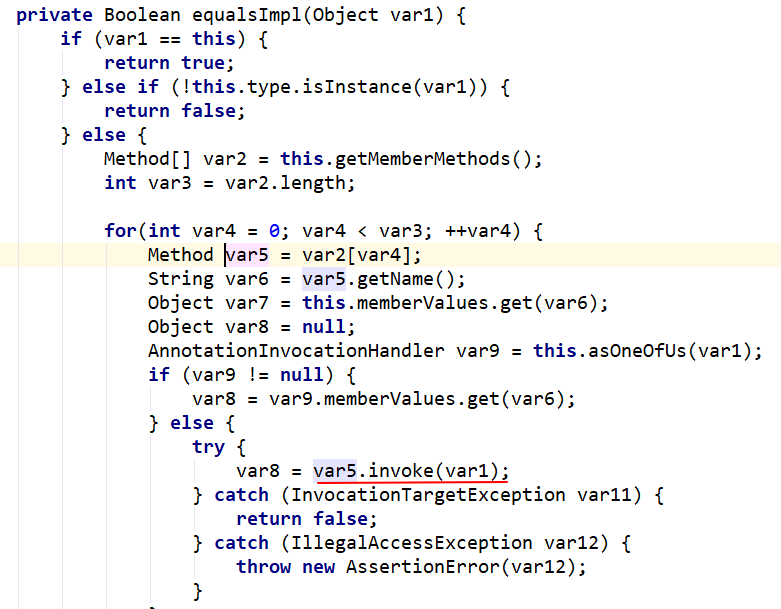 private Boolean equalsImpl(Object var1) {
    if (var1 == this) {
        return true;
    } else if (!this.type.isInstance(var1)) {
        return false;
    } else {
        Method[] var2 = this.getMemberMethods();
        int var3 = var2.length;

        for(int var4 = 0; var4 < var3; ++var4) {
            Method var5 = var2[var4];
            String var6 = var5.getName();
            Object var7 = this.memberValues.get(var6);
            Object var8 = null;
            AnnotationInvocationHandler var9 = this.asOneOfUs(var1);
            if (var9 != null) {
                var8 = var9.memberValues.get(var6);
            } else {
                try {
                    var8 = var5.invoke(var1);
                } catch (InvocationTargetException var11) {
                    return false;
                } catch (IllegalAccessException var12) {
                    throw new AssertionError(var12);
                }